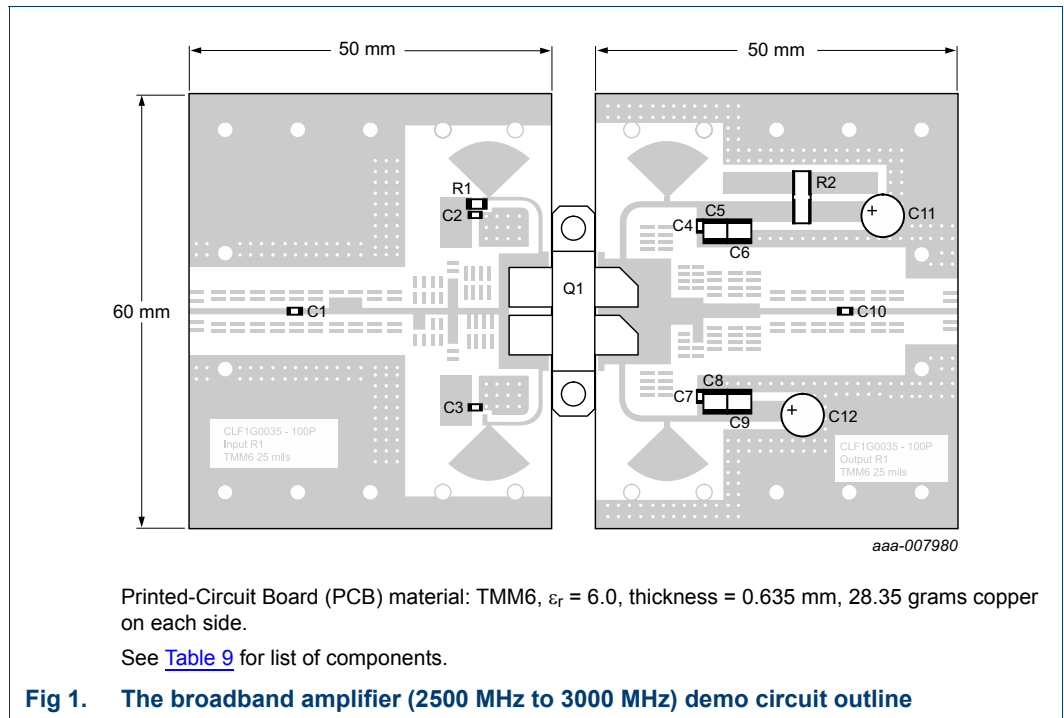 50 mm
50 mm
60 mm
R1
C2
C1
C3
Q1
R2
C5
C4
C6
C11
C10
C8
C7
C9
C12
+
+
CLF1G0035 - 100P
Input R1
TMM6 25 mils
CLF1G0035 - 100P
Output R1
TMM6 25 mils
aaa-007980
Printed-Circuit Board (PCB) material: TMM6, εr = 6.0, thickness = 0.635 mm, 28.35 grams copper
on each side.
See Table 9 for list of components.
Fig 1. The broadband amplifier (2500 MHz to 3000 MHz) demo circuit outline